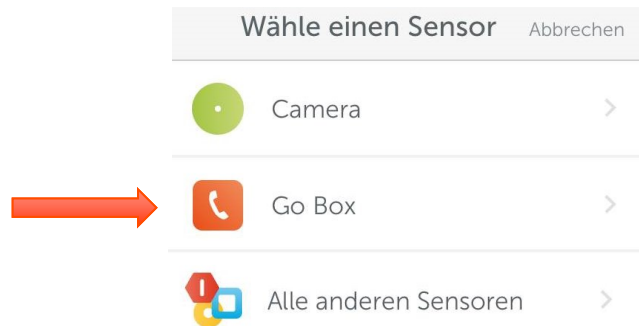 Wähle einen Sensor Abbrechen
Camera
Go Box
Alle anderen Sensoren